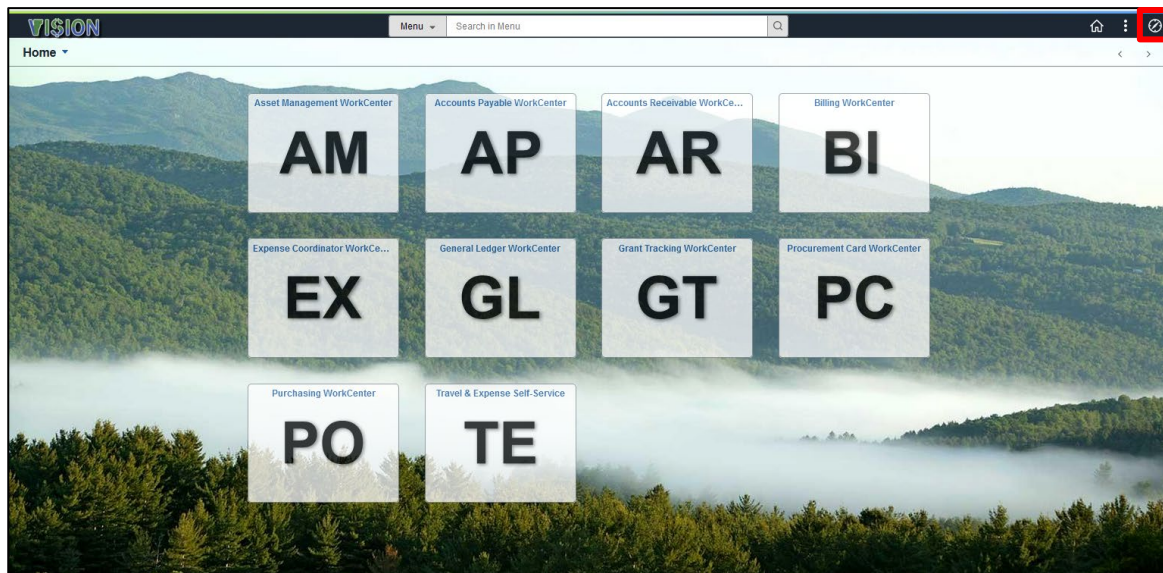 VISION
Menu
Search in Menu
Home
Asset Management WorkCenter
AM
Accounts Payable WorkCenter
AP
Accounts Receivable WorkCe...
AR
Billing WorkCenter
BI
Expense Coordinator WorkCe...
EX
General Ledger WorkCenter
GL
Grant Tracking WorkCenter
GT
Procurement Card WorkCenter
PC
Purchasing WorkCenter
PO
Travel & Expense Self-Service
TE